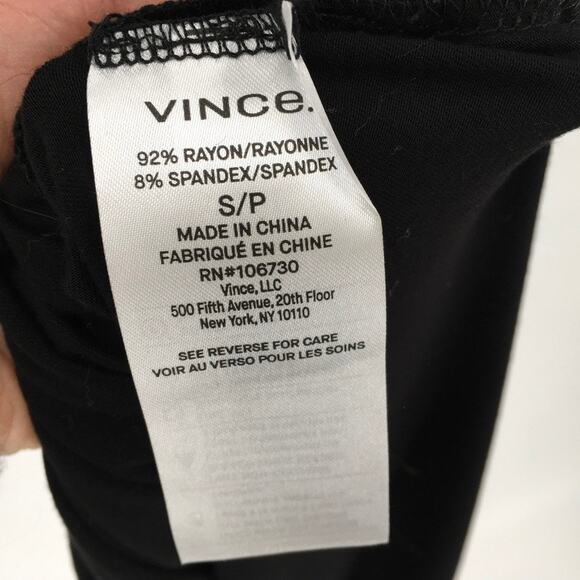 VINCe.
92% RAYON/RAYONNE
8% SPANDEX/SPANDEX
S/P
MADE IN CHINA
FABRIQUÉ EN CHINE
RN#106730
Vince, LLC
500 Fifth Avenue, 20th Floor
New York, NY 10110
SEE REVERSE FOR CARE
VOIR AU VERSO POUR LES SOINS